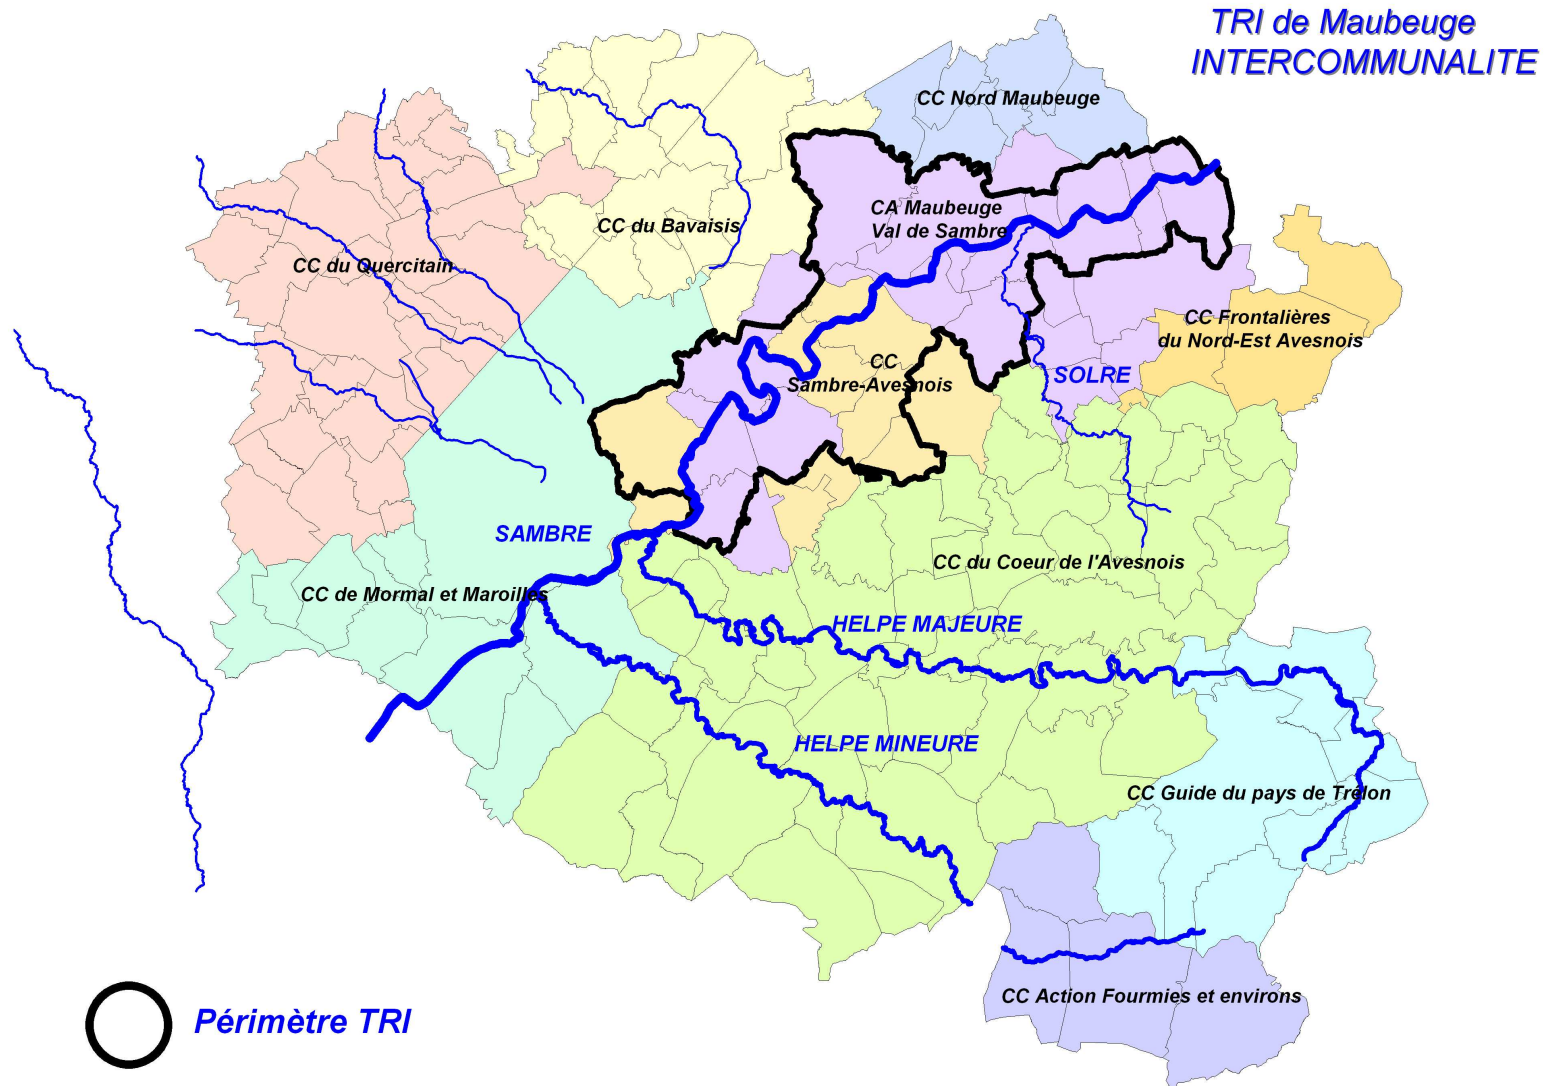 TRI de Maubeuge
INTERCOMMUNALITE
CC Nord Maubeuge
CA Maubeuge
Val de Sambre
CC du Bavaisis
CC du Quercitain
CC Frontalières
du Nord-Est Avesnois
CC
Sambre-Avesnois
SOLRE
SAMBRE
CC du Coeur de l'Avesnois
CC de Mormal et Maroilles
HELPE MAJEURE
HELPE MINEURE
CC Guide du pays de Trélon
CC Action Fourmies et environs
Périmètre TRI